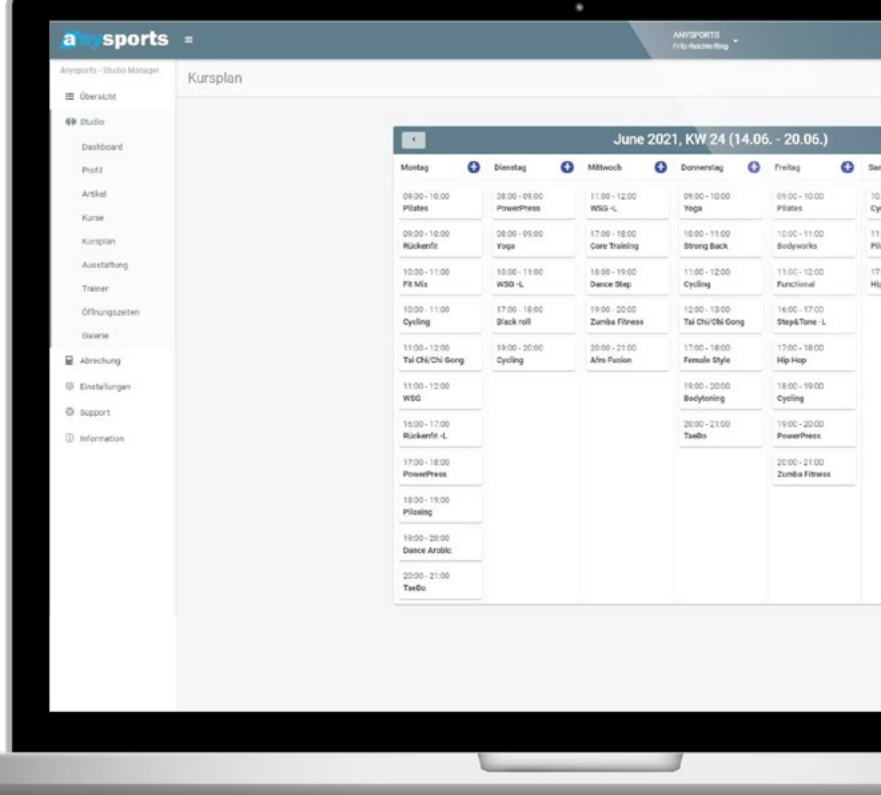 anysports
ANYSPORTS
Fritz-Reichle-Ring
Anysports - Studio Manager
Übersicht
Studio
Dashboard
Profil
Artikel
Kurse
Kursplan
Ausstattung
Trainer
Öffnungszeiten
Galerie
Abrechung
Einstellungen
Support
Information
Kursplan
June 2021, KW 24 (14.06. - 20.06.)
Montag
09:00 - 10:00
Pilates
09:00 - 10:00
Rückenfit
10:00 - 11:00
Fit Mix
10:00 - 11:00
Cycling
11:00 - 12:00
Tai Chi/Chi Gong
11:00 - 12:00
WSG
16:00 - 17:00
Rückenfit -L
17:00 - 18:00
PowerPress
18:00 - 19:00
Piloxing
19:00 - 20:00
Dance Arobic
20:00 - 21:00
TaeBo
Dienstag
08:00 - 09:00
PowerPress
08:00 - 09:00
Yoga
10:00 - 11:00
WSG -L
17:00 - 18:00
Black roll
19:00 - 20:00
Cycling
Mittwoch
11:00 - 12:00
WSG -L
17:00 - 18:00
Core Training
18:00 - 19:00
Dance Step
19:00 - 20:00
Zumba Fitness
20:00 - 21:00
Afro Fusion
Donnerstag
09:00 - 10:00
Yoga
10:00 - 11:00
Strong Back
11:00 - 12:00
Cycling
12:00 - 13:00
Tai Chi/Chi Gong
17:00 - 18:00
Female Style
19:00 - 20:00
Bodytoning
20:00 - 21:00
TaeBo
Freitag
09:00 - 10:00
Pilates
10:00 - 11:00
Bodyworks
11:00 - 12:00
Functional
16:00 - 17:00
Step&Tone -L
17:00 - 18:00
Hip Hop
18:00 - 19:00
Cycling
19:00 - 20:00
PowerPress
20:00 - 21:00
Zumba Fitness